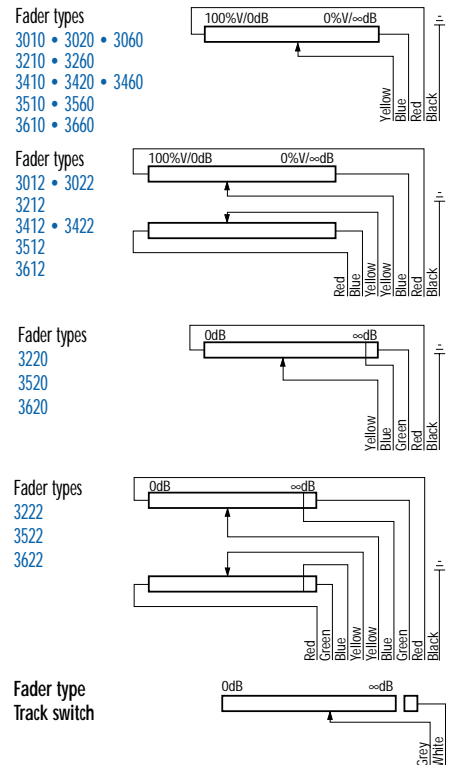 Fader types
3010 • 3020 • 3060
3210 • 3260
3410 • 3420 • 3460
3510 • 3560
3610 • 3660
100%V/0dB 0%V/∞dB
Yellow
Blue
Red
Black
Fader types
3012 • 3022
3212
3412 • 3422
3512
3612
100%V/0dB 0%V/∞dB
Red
Blue
Yellow
Yellow
Blue
Red
Black
Fader types
3220
3520
3620
0dB ∞dB
Yellow
Blue
Green
Red
Black
Fader types
3222
3522
3622
0dB ∞dB
Red
Green
Blue
Yellow
Yellow
Blue
Green
Red
Black
Fader type
Track switch
0dB ∞dB
Grey
White